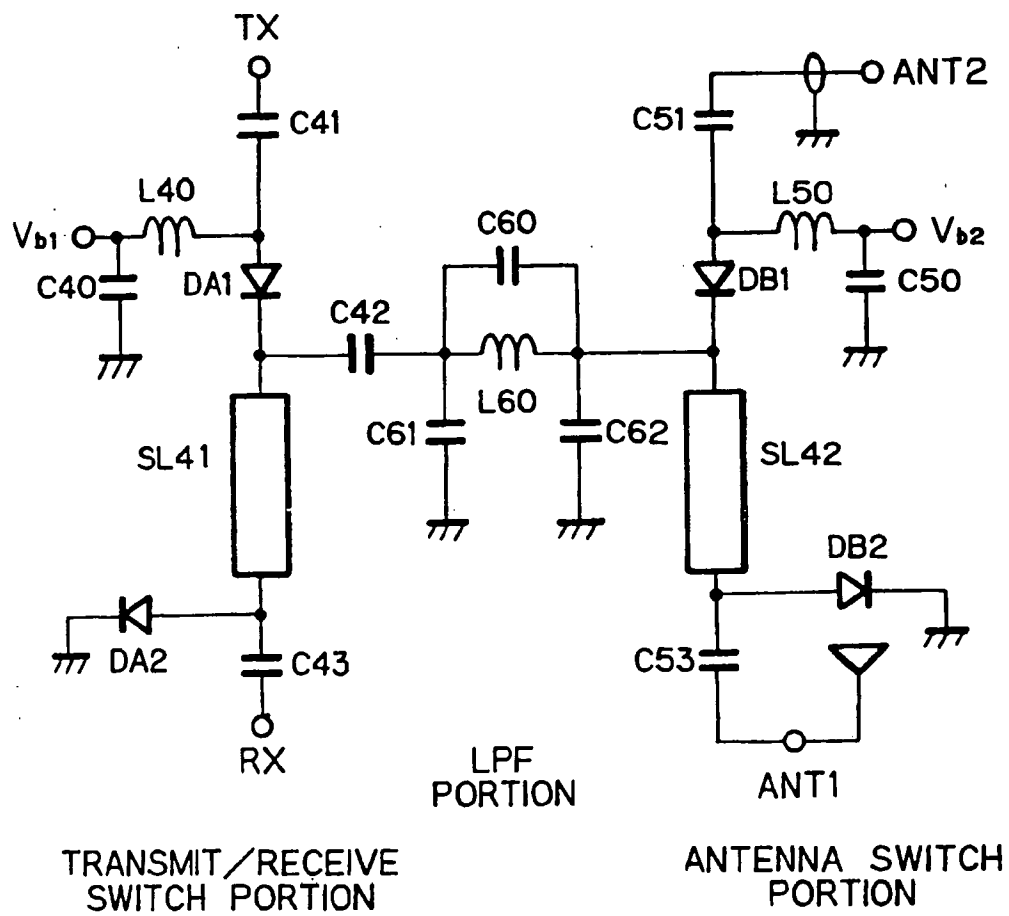 TX
C41
L40
Vb1
C40
DA1
C42
C60
L60
C61
C62
SL41
DA2
C43
RX
C51
ANT2
L50
Vb2
DB1
C50
SL42
DB2
C53
ANT1
LPF
PORTION
TRANSMIT/RECEIVE
SWITCH PORTION
ANTENNA SWITCH
PORTION